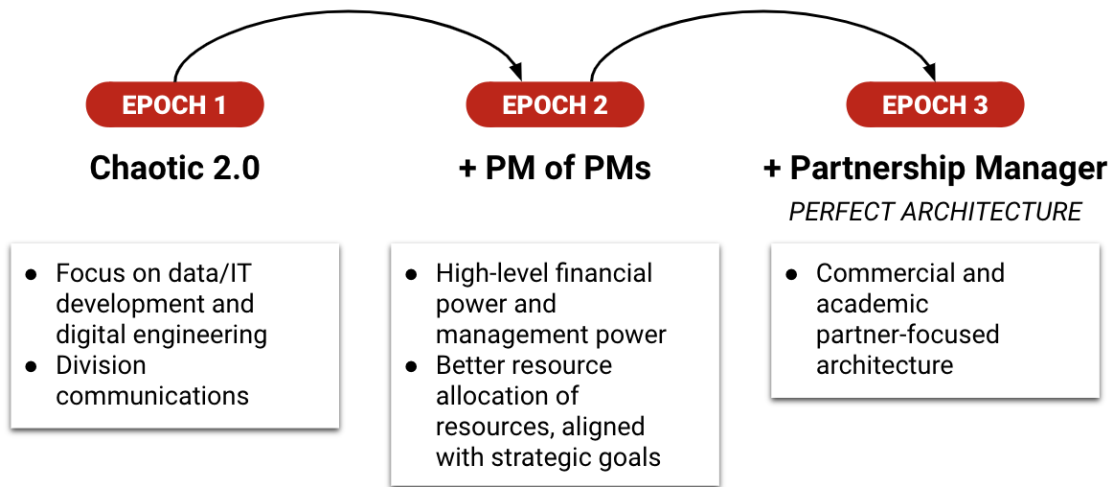 EPOCH 1
EPOCH 2
EPOCH 3
Chaotic 2.0
+ PM of PMs
+ Partnership Manager
PERFECT ARCHITECTURE
● Focus on data/IT
development and
digital engineering
● Division
communications
● High-level financial
power and
management power
● Better resource
allocation of
resources, aligned
with strategic goals
● Commercial and
academic
partner-focused
architecture